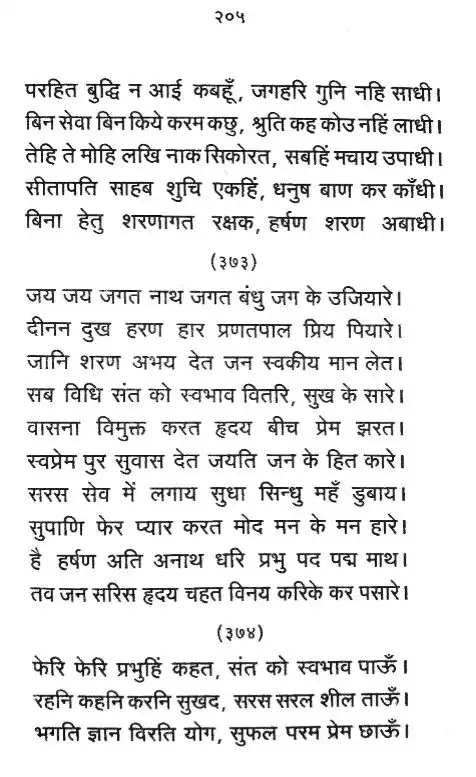 २०५
परहित बुद्धि न आई कबहूँ, जगहरि गुनि नहि साधी।
बिन सेवा बिन किये करम कछु, श्रुति कह कोउ नहिं लाधी।
तेहि ते मोहि लखि नाक सिकोरत, सबहिं मचाय उपाधी।
सीतापति साहब शुचि एकहिं, धनुष बाण कर काँधी।
बिना हेतु शरणागत रक्षक, हर्षण शरण अबाधी।
(३७३)
जय जय जगत नाथ जगत बंधु जग के उजियारे।
दीनन दुख हरण हार प्रणतपाल प्रिय पियारे।
जानि शरण अभय देत जन स्वकीय मान लेत।
सब विधि संत को स्वभाव वितरि, सुख के सारे।
वासना विमुक्त करत हृदय बीच प्रेम झरत।
स्वप्रेम पुर सुवास देत जयति जन के हित कारे।
सरस सेव में लगाय सुधा सिन्धु महँ डुबाय।
सुपाणि फेर प्यार करत मोद मन के मन हारे।
है हर्षण अति अनाथ धरि प्रभु पद पद्म माथ।
तव जन सरिस हृदय चहत विनय करिके कर पसारे।
(३७४)
फेरि फेरि प्रभुहिं कहत, संत को स्वभाव पाऊँ।
रहनि कहनि करनि सुखद, सरस सरल शील ताऊँ।
भगति ज्ञान विरति योग, सुफल परम प्रेम छाऊँ।